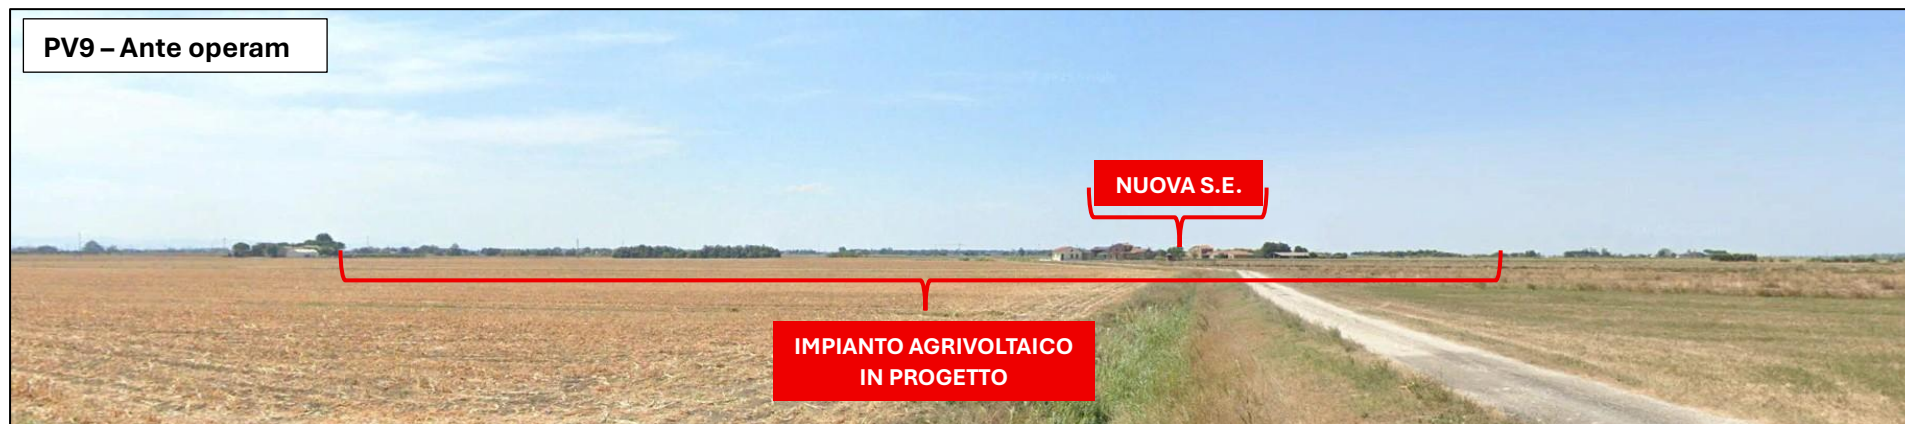 PV9 – Ante operam
NUOVA S.E.
IMPIANTO AGRIVOLTAICO
IN PROGETTO